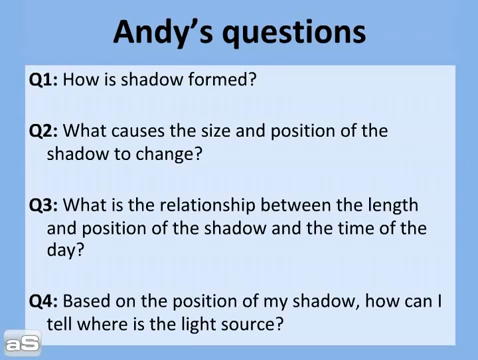 Andy's questions
Q1: How is shadow formed?
Q2: What causes the size and position of the
shadow to change?
Q3: What is the relationship between the length
and position of the shadow and the time of the
day?
Q4: Based on the position of my shadow, how can I
tell where is the light source?
aS